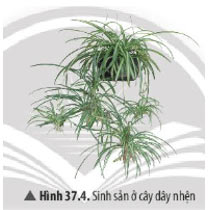 ▲ Hình 37.4. Sinh sản ở cây dây nhện